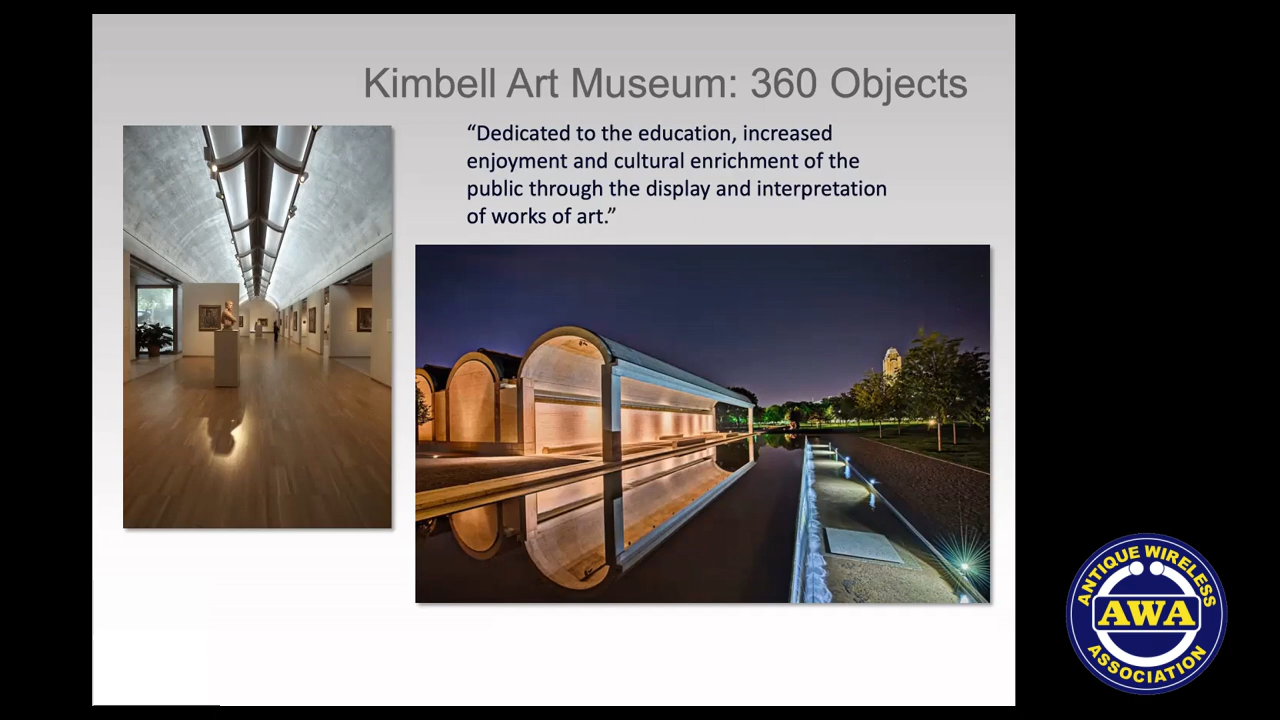 Kimbell Art Museum: 360 Objects
“Dedicated to the education, increased
enjoyment and cultural enrichment of the
public through the display and interpretation
of works of art.”
ANTIQUE WIRELESS
AWA
ASSOCIATION